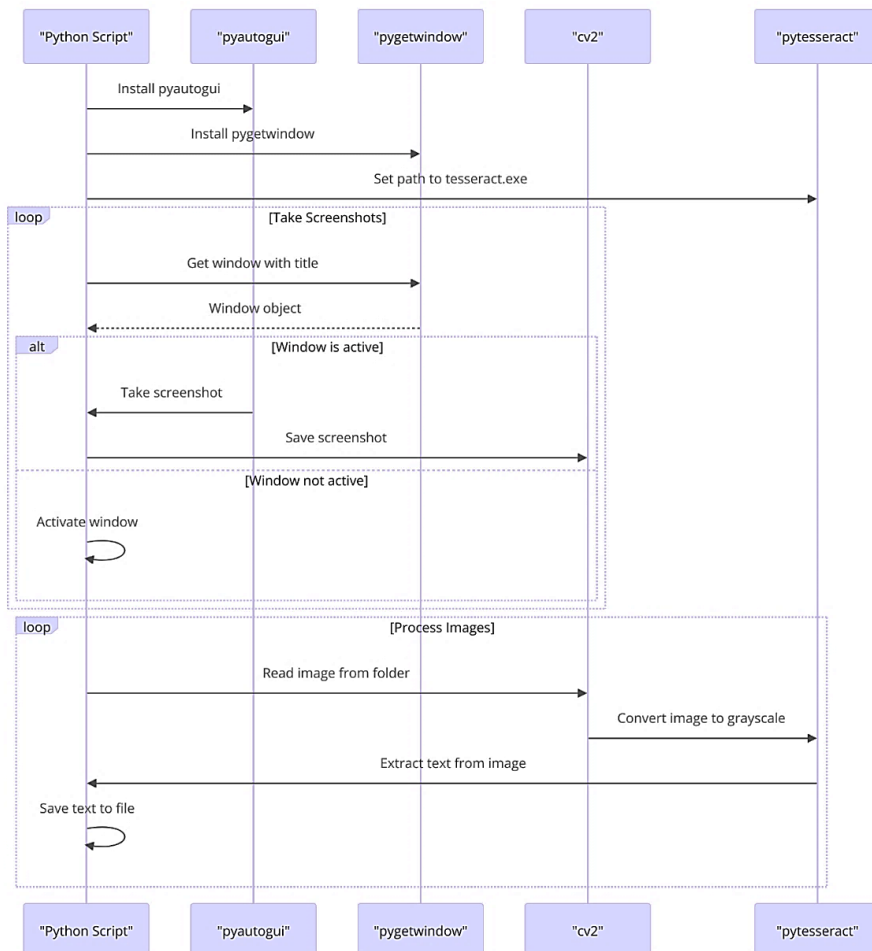 "Python Script" "pyautogui" "pygetwindow" "cv2" "pytesseract"
Install pyautogui
Install pygetwindow
Set path to tesseract.exe
loop [Take Screenshots]
Get window with title
Window object
alt [Window is active]
Take screenshot
Save screenshot
[Window not active]
Activate window
loop [Process Images]
Read image from folder
Convert image to grayscale
Extract text from image
Save text to file
"Python Script" "pyautogui" "pygetwindow" "cv2" "pytesseract"